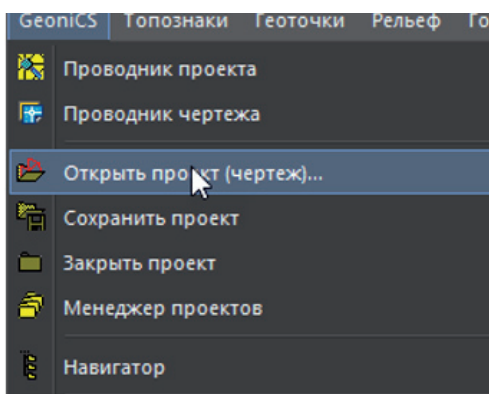 GeoniCS Топознаки Геоточки Рельеф
Проводник проекта
Проводник чертежа
Открыть проект (чертеж)...
Сохранить проект
Закрыть проект
Менеджер проектов
Навигатор